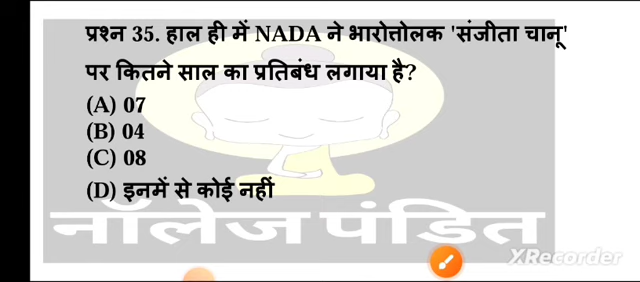 प्रश्न 35. हाल ही में NADA ने भारोत्तोलक 'संजीता चानू'
पर कितने साल का प्रतिबंध लगाया है?
(A) 07
(B) 04
(C) 08
(D) इनमें से कोई नहीं
नॉलेज पंडित
XRecorder